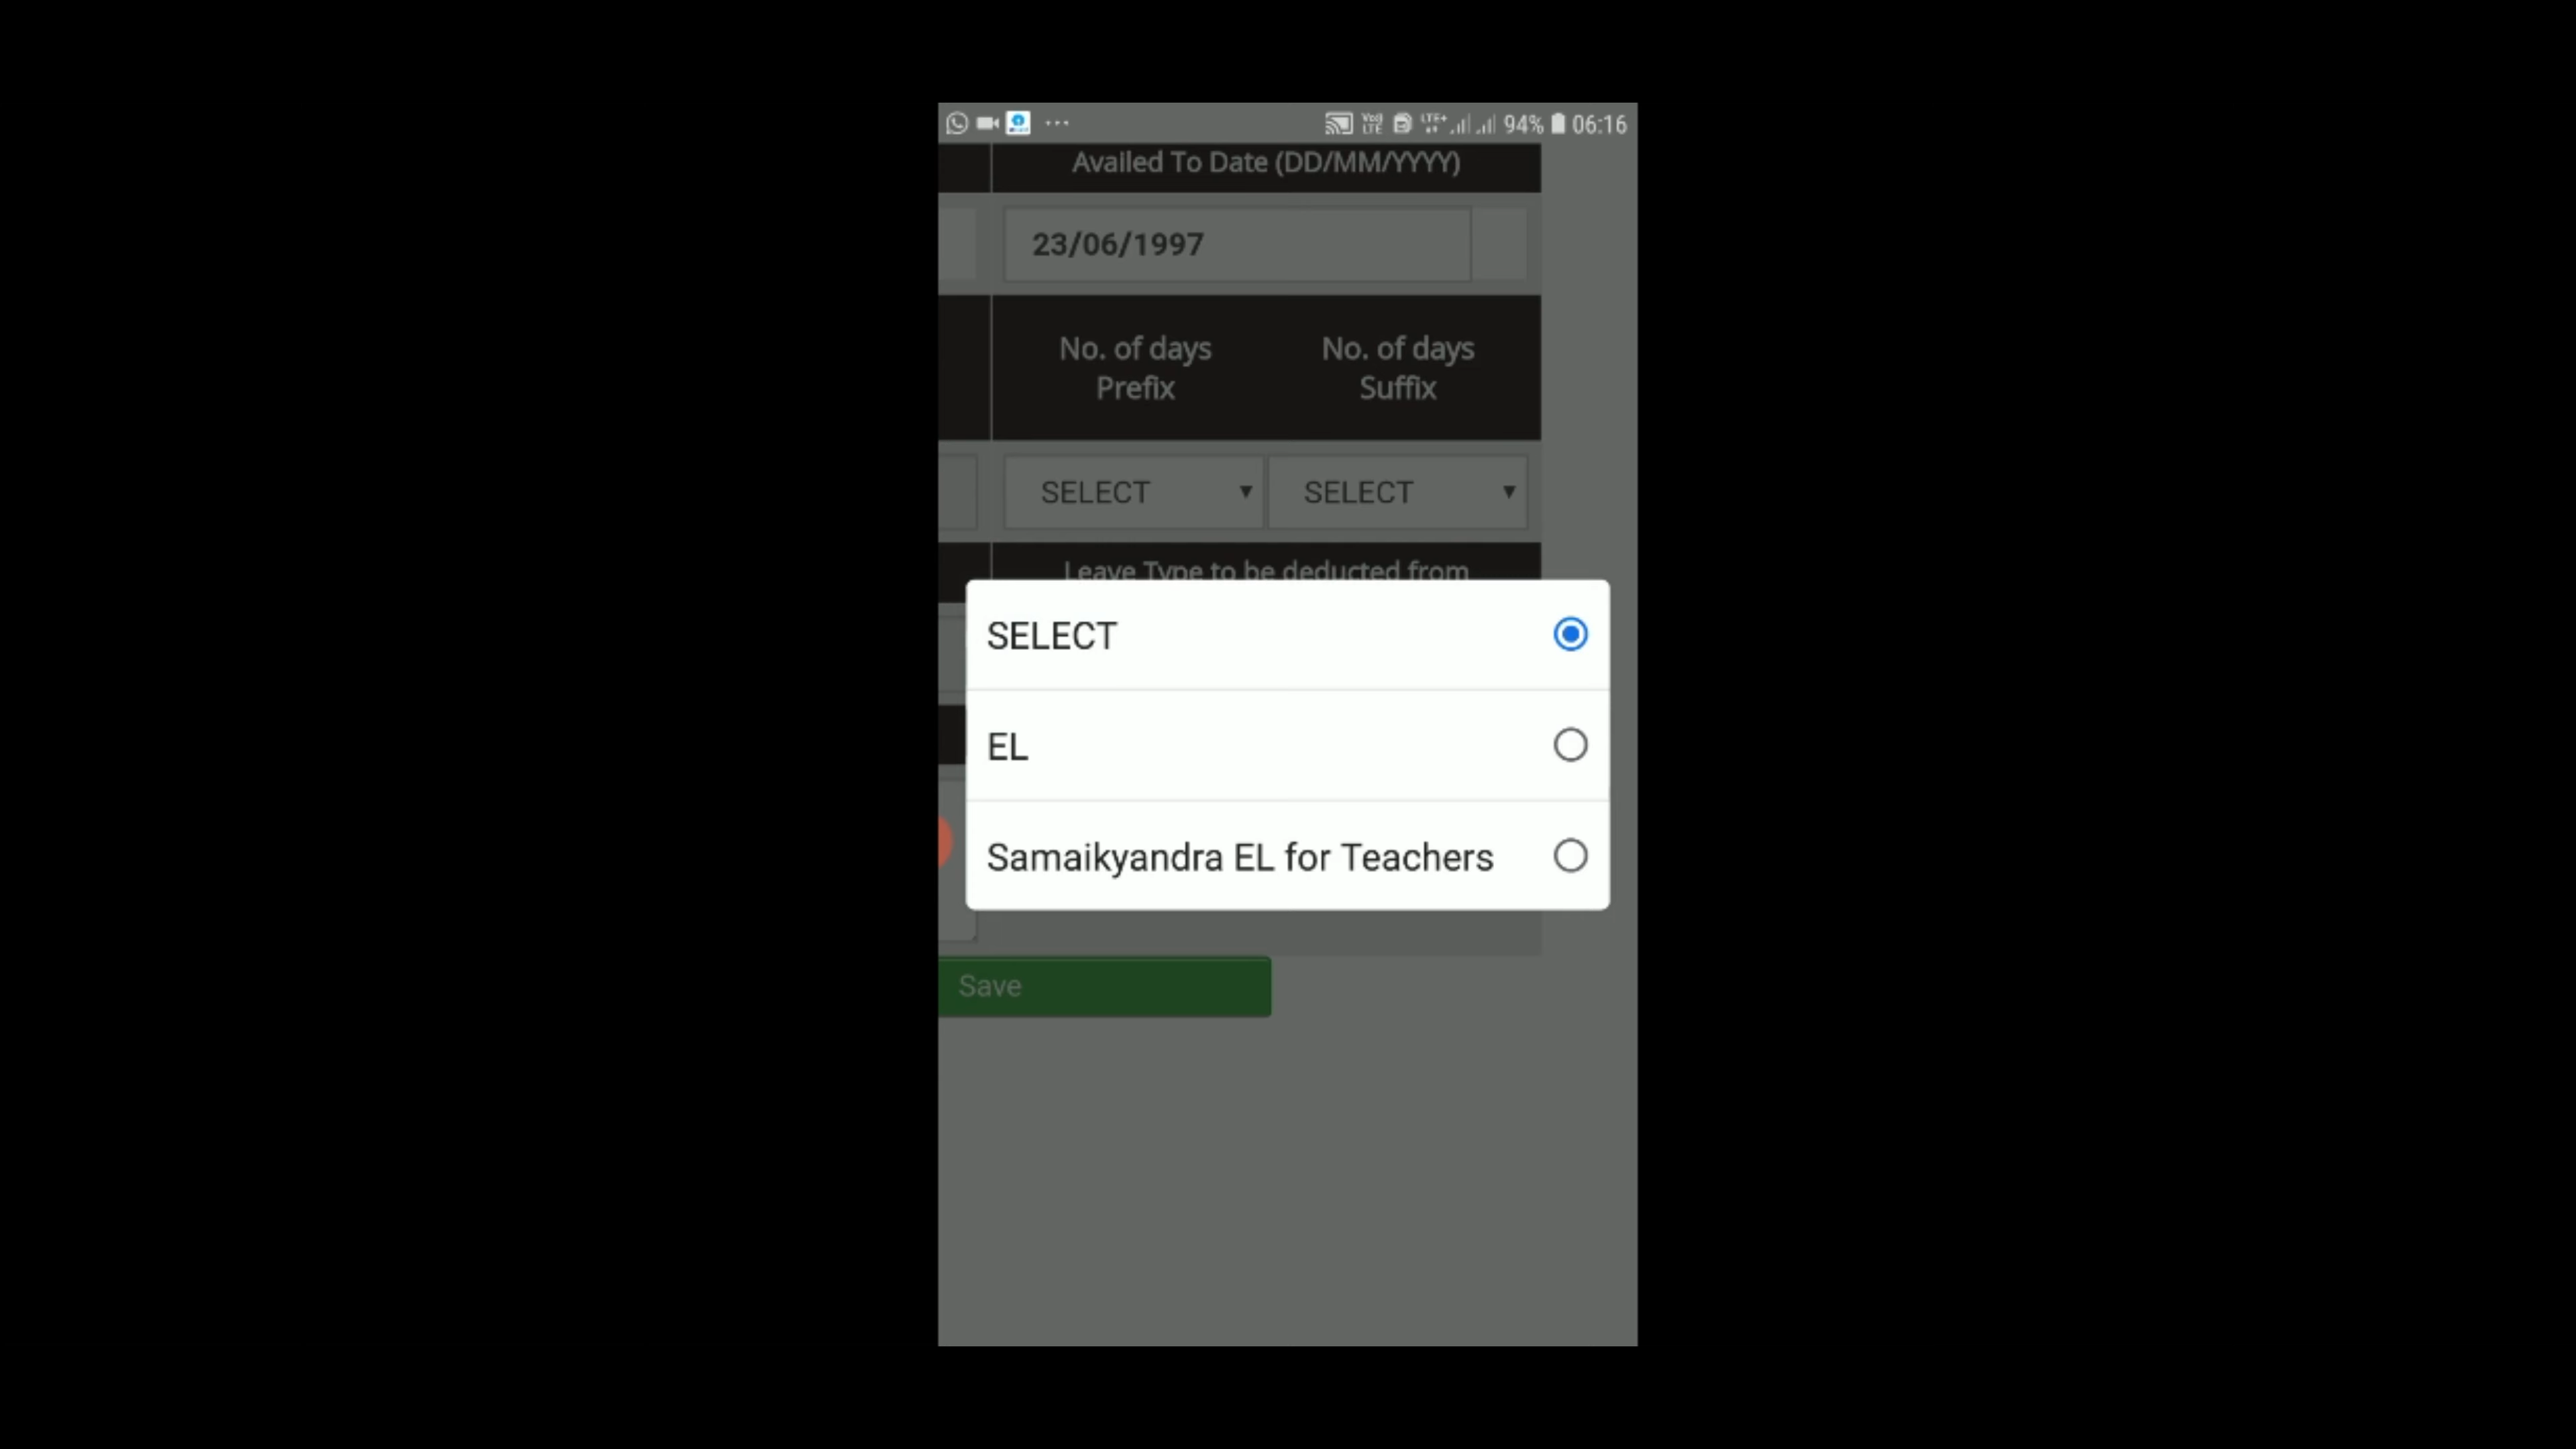 94% 06:16
Availed To Date (DD/MM/YYYY)
23/06/1997
No. of days Prefix
No. of days Suffix
SELECT SELECT
Leave Type to be deducted from
SELECT
EL
Samaikyandra EL for Teachers
Save